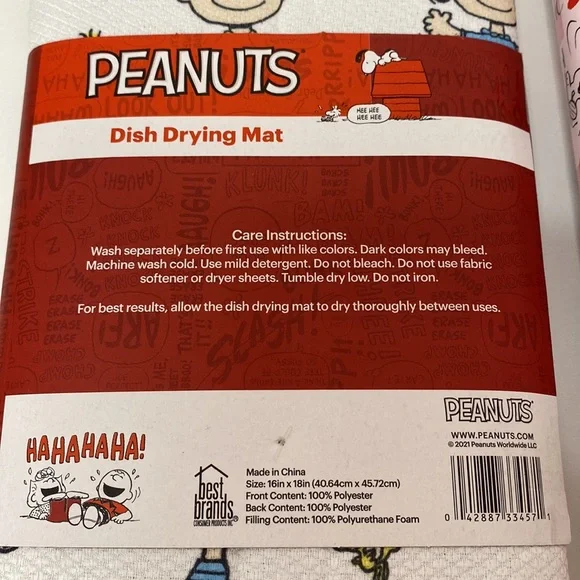 PEANUTS
HEE HEE
HEE HEE
Dish Drying Mat
Care Instructions:
Wash separately before first use with like colors. Dark colors may bleed.
Machine wash cold. Use mild detergent. Do not bleach. Do not use fabric
softener or dryer sheets. Tumble dry low. Do not iron.
For best results, allow the dish drying mat to dry thoroughly between uses.
PEANUTS
WWW.PEANUTS.COM
© 2021 Peanuts Worldwide LLC
HAHAHAHA!
best
brands
CONSUMER PRODUCTS INC
Made in China
Size: 16in x 18in (40.64cm x 45.72cm)
Front Content: 100% Polyester
Back Content: 100% Polyester
Filling Content: 100% Polyurethane Foam
0 42887 33457 1